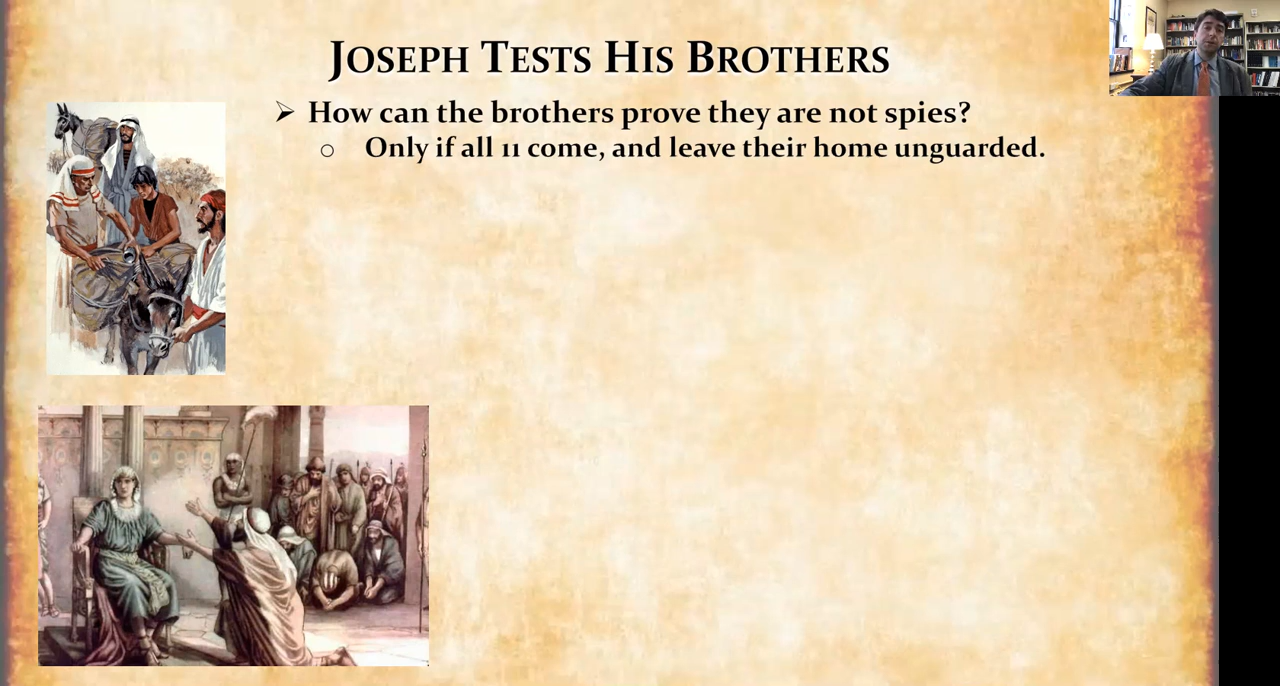 JOSEPH TESTS HIS BROTHERS
➢ How can the brothers prove they are not spies?
○ Only if all 11 come, and leave their home unguarded.